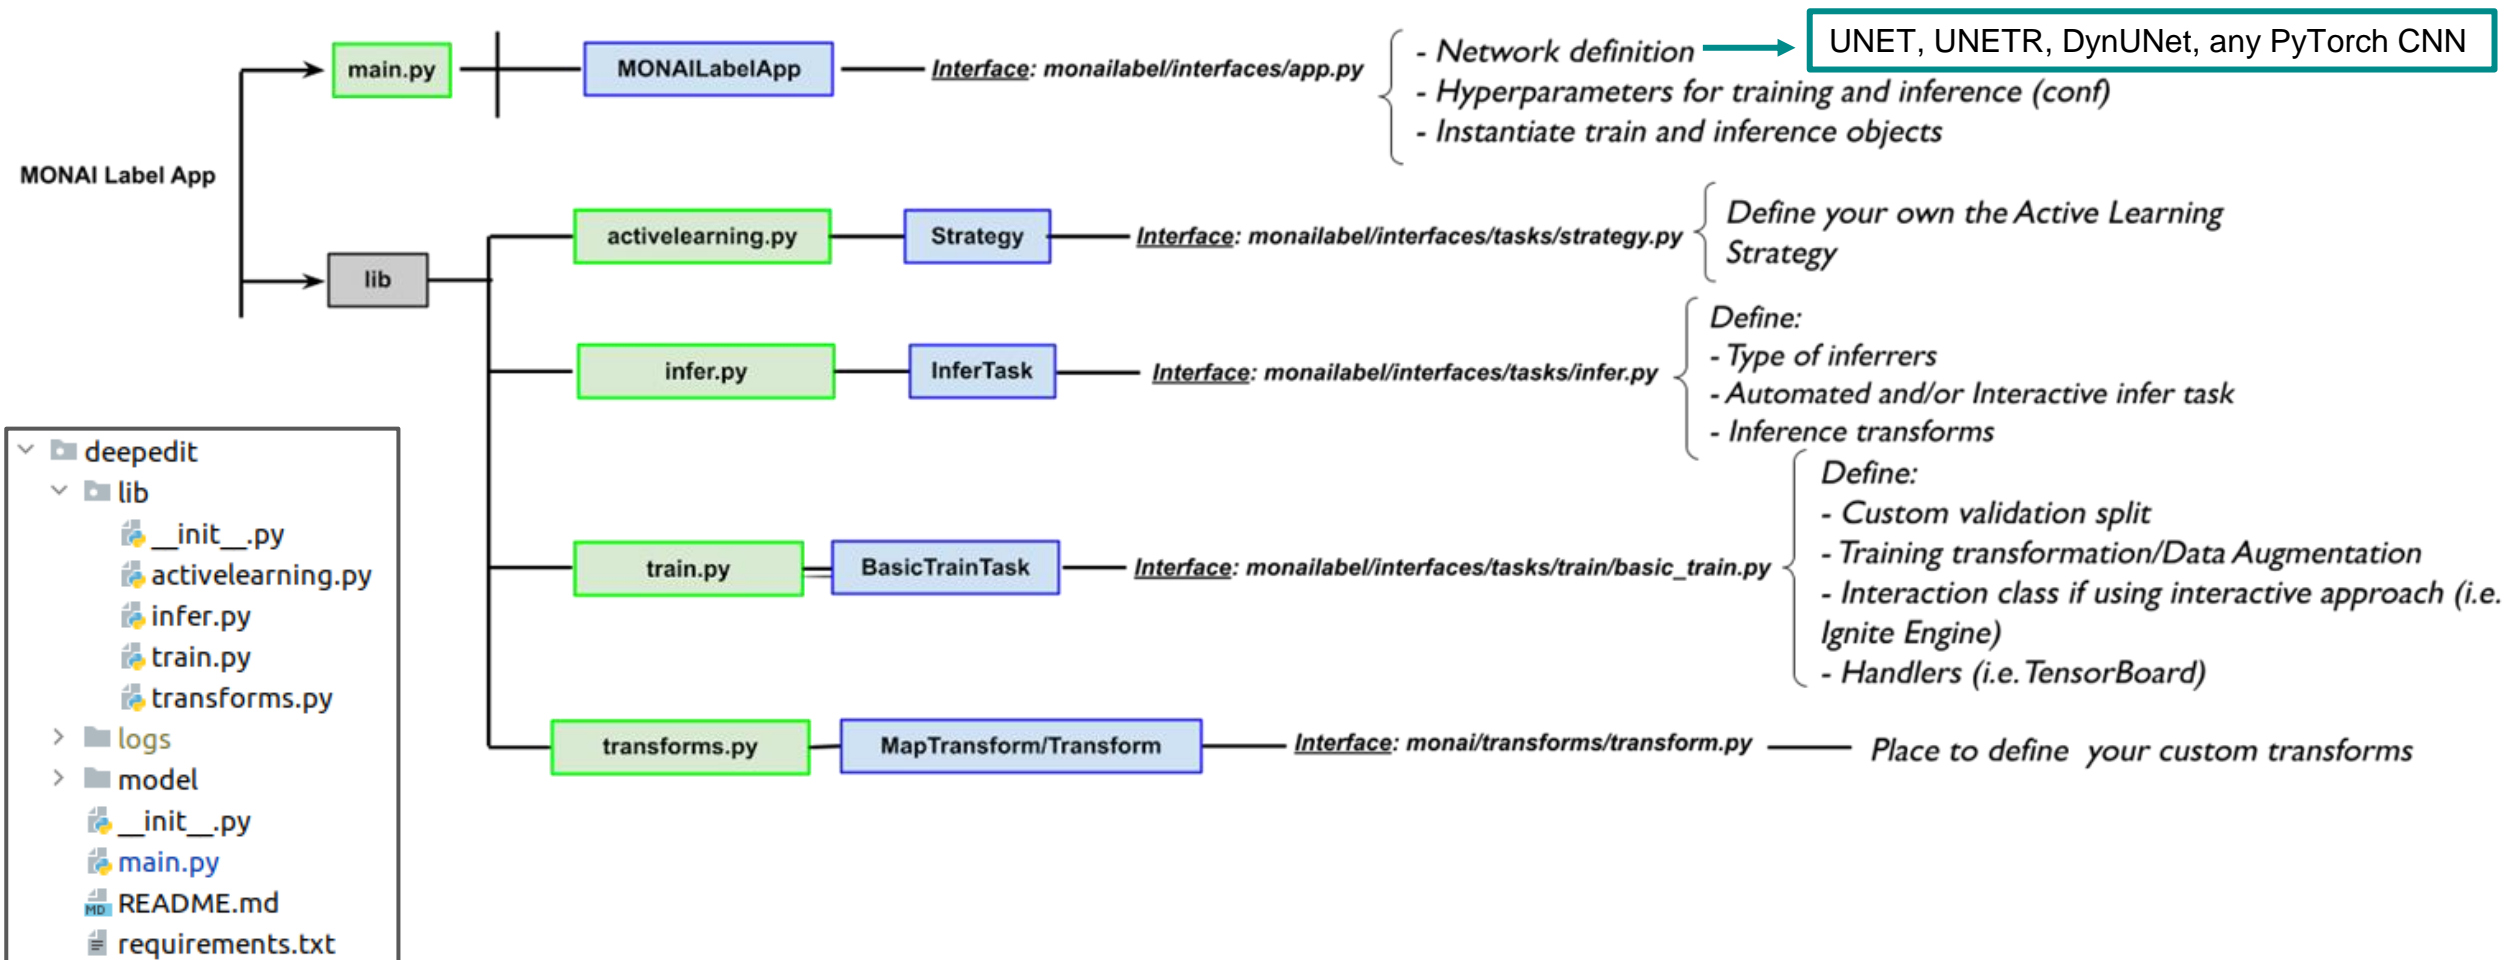 MONAI Label App
main.py
MONAILabelApp
Interface: monailabel/interfaces/app.py
- Network definition
UNET, UNETR, DynUNet, any PyTorch CNN
- Hyperparameters for training and inference (conf)
- Instantiate train and inference objects
lib
activelearning.py
Strategy
Interface: monailabel/interfaces/tasks/strategy.py
Define your own the Active Learning
Strategy
infer.py
InferTask
Interface: monailabel/interfaces/tasks/infer.py
Define:
- Type of inferrers
- Automated and/or Interactive infer task
- Inference transforms
train.py
BasicTrainTask
Interface: monailabel/interfaces/tasks/train/basic_train.py
Define:
- Custom validation split
- Training transformation/Data Augmentation
- Interaction class if using interactive approach (i.e.
Ignite Engine)
- Handlers (i.e. TensorBoard)
transforms.py
MapTransform/Transform
Interface: monai/transforms/transform.py
Place to define your custom transforms
deepedit
lib
__init__.py
activelearning.py
infer.py
train.py
transforms.py
logs
model
__init__.py
main.py
MD README.md
requirements.txt